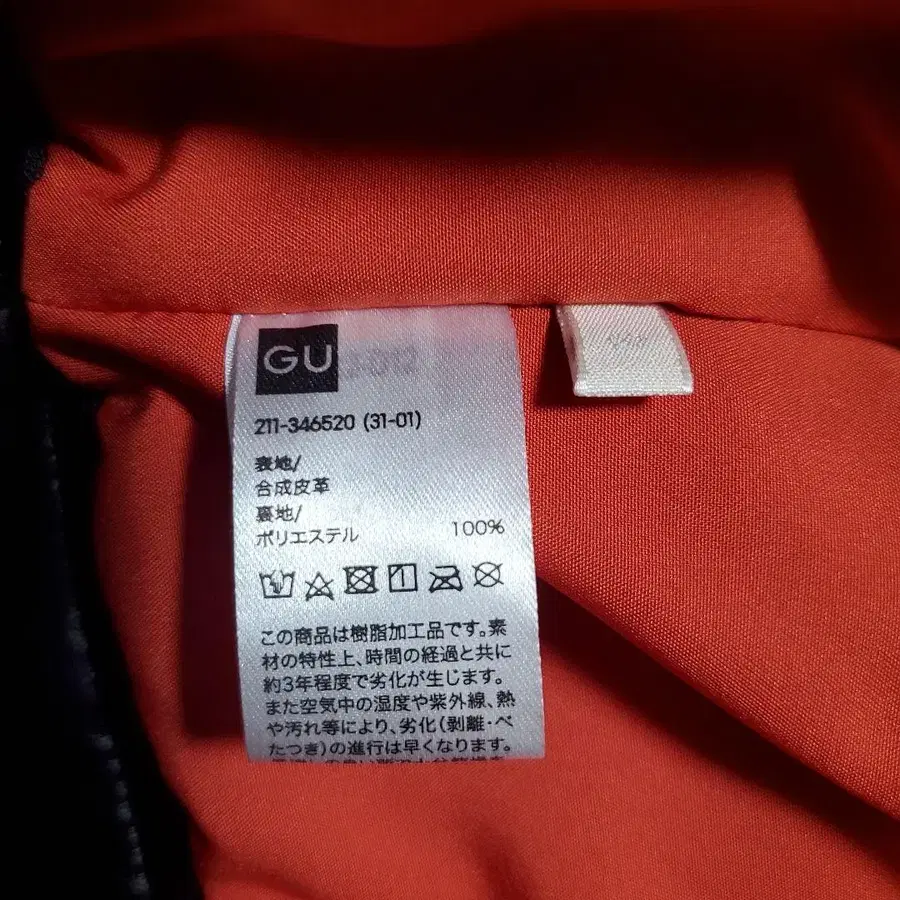 GU
211-346520 (31-01)
表地/
合成皮革
裏地/
ポリエステル 100%
この商品は樹脂加工品です。素
材の特性上、時間の経過と共に
約3年程度で劣化が生じます。
また空気中の湿度や紫外線、熱
や汚れ等により、劣化(剥離・べ
たつき)の進行は早くなります。